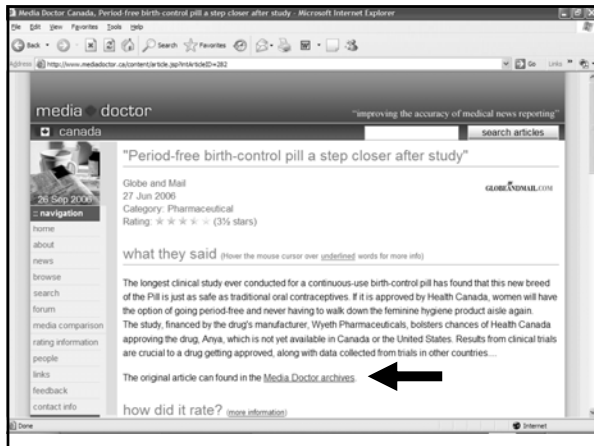 Media Doctor Canada, Period-free birth-control pill a step closer after study - Microsoft Internet Explorer
File Edit View Favorites Tools Help
Back Search Favorites
Address http://www.mediadoctor.ca/content/article.jsp?intArticleID=282 Go Links »
media doctor
"improving the accuracy of medical news reporting"
canada
search articles
26 Sep 2006
:: navigation
home
about
news
browse
search
forum
media comparison
rating information
people
links
feedback
contact info
"Period-free birth-control pill a step closer after study"
Globe and Mail
GLOBEANDMAIL.COM
27 Jun 2006
Category: Pharmaceutical
Rating: (3½ stars)
what they said (Hover the mouse cursor over underlined words for more info)
The longest clinical study ever conducted for a continuous-use birth-control pill has found that this new breed
of the Pill is just as safe as traditional oral contraceptives. If it is approved by Health Canada, women will have
the option of going period-free and never having to walk down the feminine hygiene product aisle again.
The study, financed by the drug's manufacturer, Wyeth Pharmaceuticals, bolsters chances of Health Canada
approving the drug, Anya, which is not yet available in Canada or the United States. Results from clinical trials
are crucial to a drug getting approved, along with data collected from trials in other countries....
The original article can found in the Media Doctor archives.
how did it rate? (more information)
Done
Internet